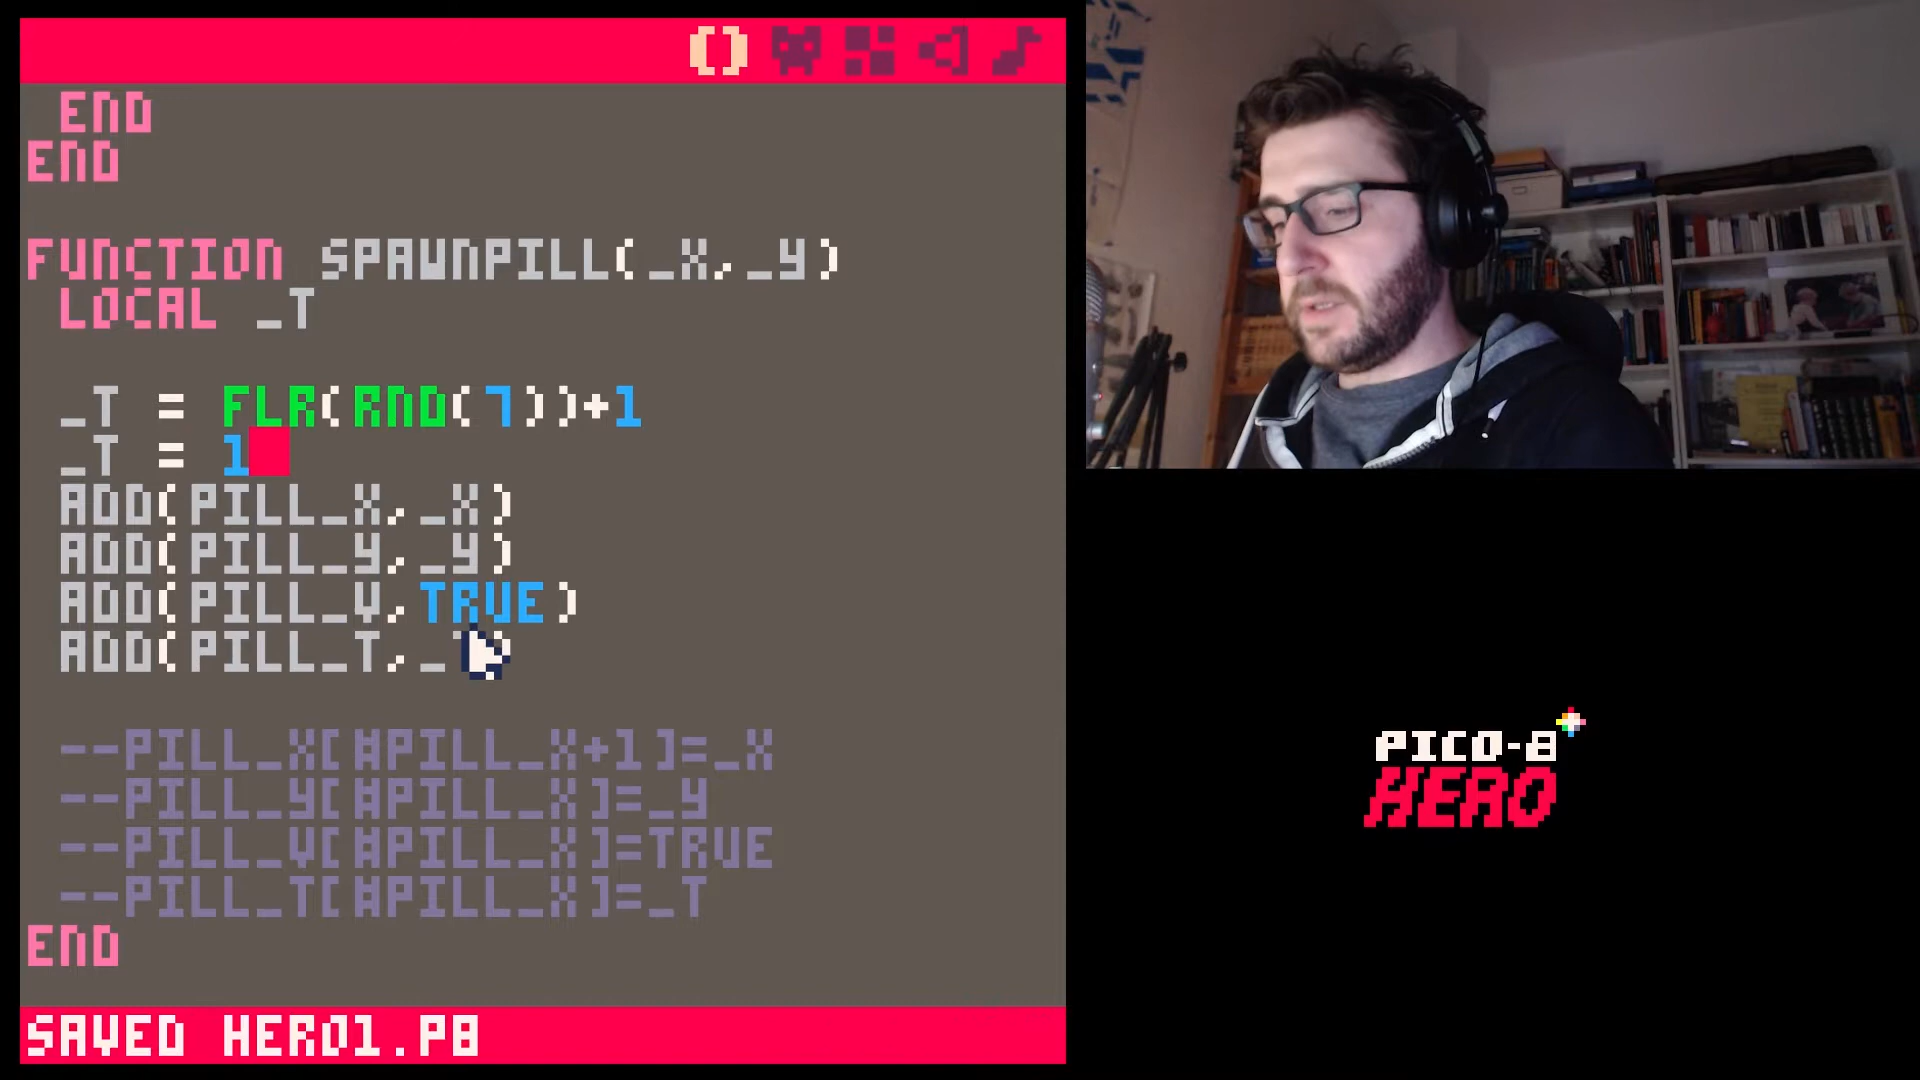 END
END
FUNCTION SPAWNPILL(_X,_Y)
LOCAL _T
_T = FLR(RND(7))+1
_T = 1
ADD(PILL_X,_X)
ADD(PILL_Y,_Y)
ADD(PILL_V,TRUE)
ADD(PILL_T,_T)
--PILL_X[#PILL_X+1]=_X
--PILL_Y[#PILL_X]=_Y
--PILL_V[#PILL_X]=TRUE
--PILL_T[#PILL_X]=_T
END
SAVED HERO1.P8
PICO-8
HERO